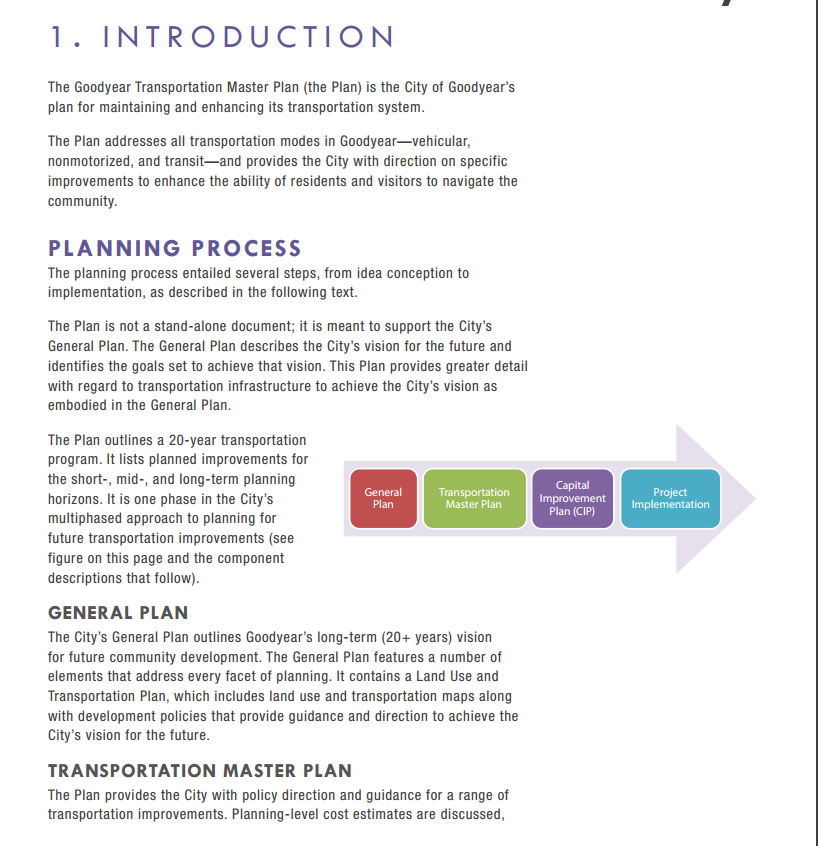 1. INTRODUCTION
The Goodyear Transportation Master Plan (the Plan) is the City of Goodyear’s
plan for maintaining and enhancing its transportation system.
The Plan addresses all transportation modes in Goodyear—vehicular,
nonmotorized, and transit—and provides the City with direction on specific
improvements to enhance the ability of residents and visitors to navigate the
community.
PLANNING PROCESS
The planning process entailed several steps, from idea conception to
implementation, as described in the following text.
The Plan is not a stand-alone document; it is meant to support the City’s
General Plan. The General Plan describes the City’s vision for the future and
identifies the goals set to achieve that vision. This Plan provides greater detail
with regard to transportation infrastructure to achieve the City’s vision as
embodied in the General Plan.
The Plan outlines a 20-year transportation
program. It lists planned improvements for
the short-, mid-, and long-term planning
horizons. It is one phase in the City’s
multiphased approach to planning for
future transportation improvements (see
figure on this page and the component
descriptions that follow).
General
Plan
Transportation
Master Plan
Capital
Improvement
Plan (CIP)
Project
Implementation
GENERAL PLAN
The City’s General Plan outlines Goodyear’s long-term (20+ years) vision
for future community development. The General Plan features a number of
elements that address every facet of planning. It contains a Land Use and
Transportation Plan, which includes land use and transportation maps along
with development policies that provide guidance and direction to achieve the
City’s vision for the future.
TRANSPORTATION MASTER PLAN
The Plan provides the City with policy direction and guidance for a range of
transportation improvements. Planning-level cost estimates are discussed,